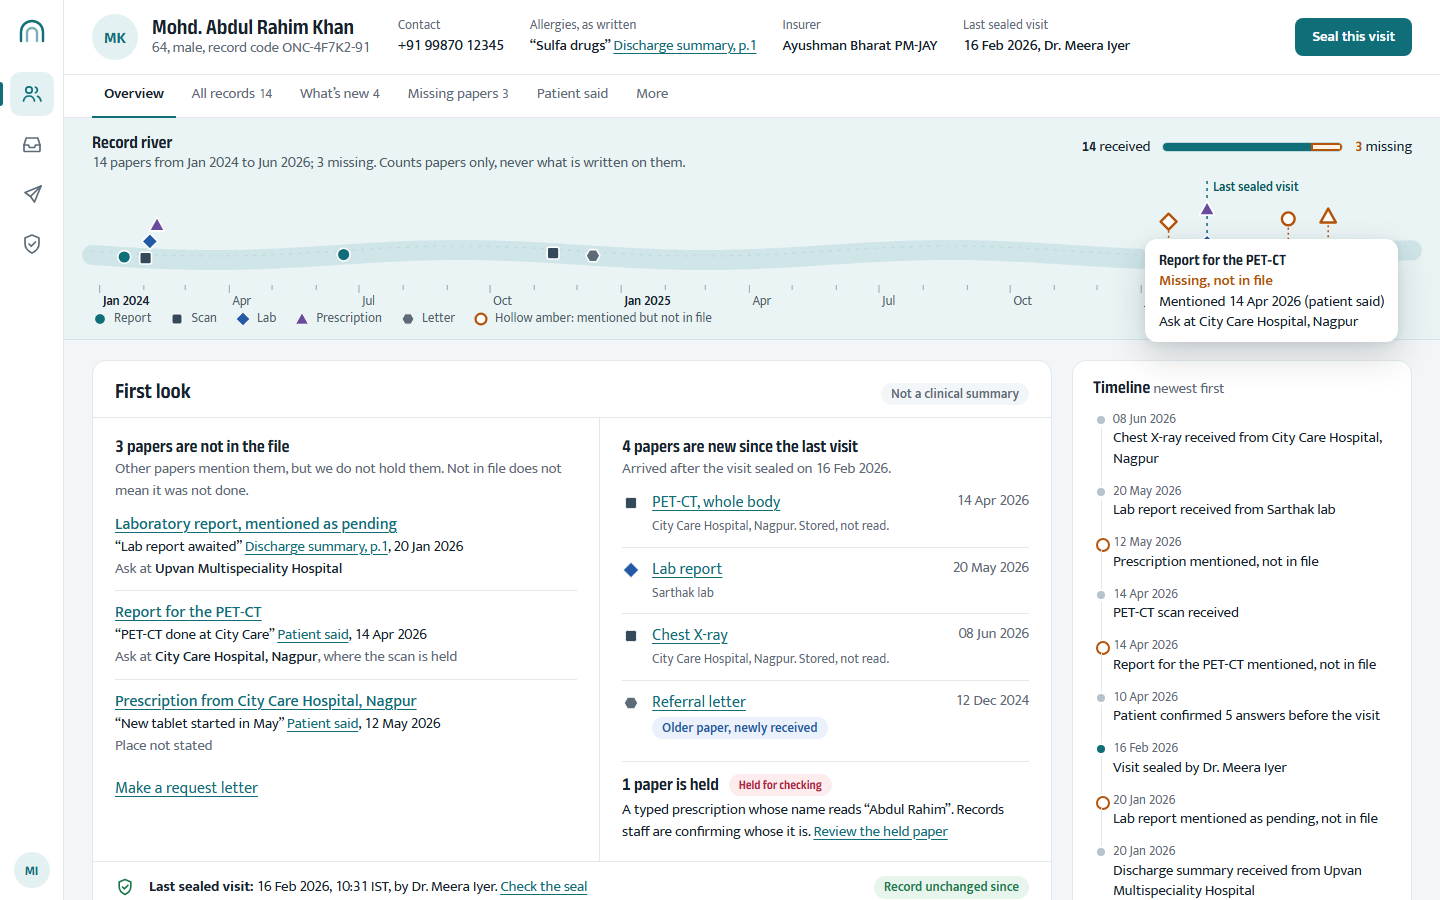 MK
Mohd. Abdul Rahim Khan
64, male, record code ONC-4F7K2-91
Contact
+91 99870 12345
Allergies, as written
“Sulfa drugs” Discharge summary, p.1
Insurer
Ayushman Bharat PM-JAY
Last sealed visit
16 Feb 2026, Dr. Meera Iyer
Seal this visit
Overview
All records 14
What’s new 4
Missing papers 3
Patient said
More
Record river
14 papers from Jan 2024 to Jun 2026; 3 missing. Counts papers only, never what is written on them.
14 received
3 missing
Last sealed visit
Jan 2024
Apr
Jul
Oct
Jan 2025
Apr
Jul
Oct
Report
Scan
Lab
Prescription
Letter
Hollow amber: mentioned but not in file
Report for the PET-CT
Missing, not in file
Mentioned 14 Apr 2026 (patient said)
Ask at City Care Hospital, Nagpur
First look
Not a clinical summary
3 papers are not in the file
Other papers mention them, but we do not hold them. Not in file does not
mean it was not done.
Laboratory report, mentioned as pending
“Lab report awaited” Discharge summary, p.1, 20 Jan 2026
Ask at Upvan Multispeciality Hospital
Report for the PET-CT
“PET-CT done at City Care” Patient said, 14 Apr 2026
Ask at City Care Hospital, Nagpur, where the scan is held
Prescription from City Care Hospital, Nagpur
“New tablet started in May” Patient said, 12 May 2026
Place not stated
Make a request letter
4 papers are new since the last visit
Arrived after the visit sealed on 16 Feb 2026.
PET-CT, whole body
14 Apr 2026
City Care Hospital, Nagpur. Stored, not read.
Lab report
20 May 2026
Sarthak lab
Chest X-ray
08 Jun 2026
City Care Hospital, Nagpur. Stored, not read.
Referral letter
12 Dec 2024
Older paper, newly received
1 paper is held
Held for checking
A typed prescription whose name reads “Abdul Rahim”. Records
staff are confirming whose it is. Review the held paper
Last sealed visit: 16 Feb 2026, 10:31 IST, by Dr. Meera Iyer. Check the seal
Record unchanged since
Timeline newest first
08 Jun 2026
Chest X-ray received from City Care Hospital,
Nagpur
20 May 2026
Lab report received from Sarthak lab
12 May 2026
Prescription mentioned, not in file
14 Apr 2026
PET-CT scan received
14 Apr 2026
Report for the PET-CT mentioned, not in file
10 Apr 2026
Patient confirmed 5 answers before the visit
16 Feb 2026
Visit sealed by Dr. Meera Iyer
20 Jan 2026
Lab report mentioned as pending, not in file
20 Jan 2026
Discharge summary received from Upvan
Multispeciality Hospital
MI